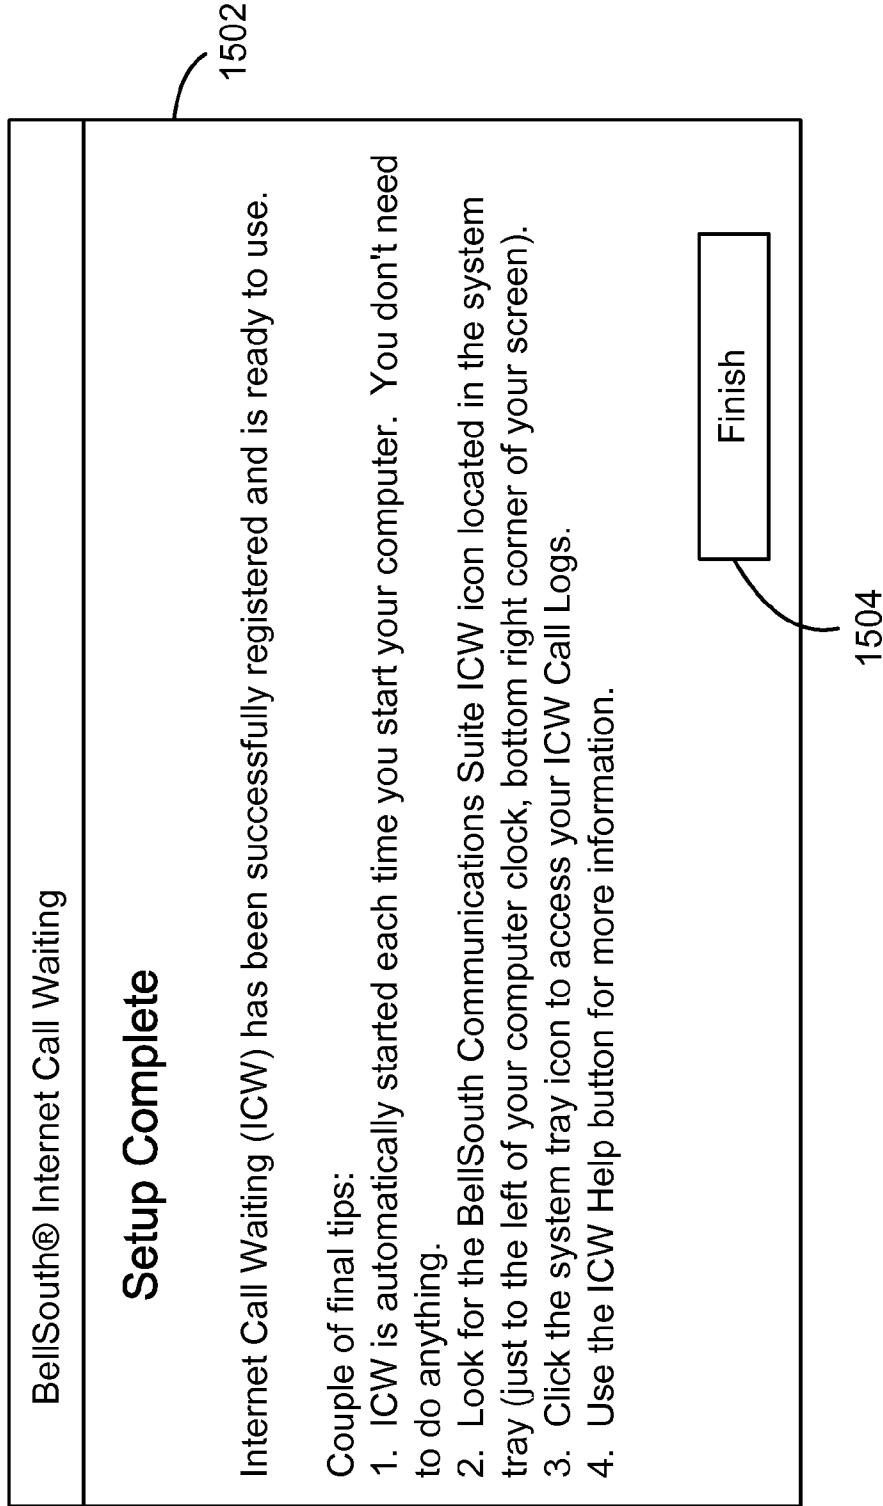 BellSouth® Internet Call Waiting
Setup Complete
1502
Internet Call Waiting (ICW) has been successfully registered and is ready to use.
Couple of final tips:
1. ICW is automatically started each time you start your computer. You don't need
to do anything.
2. Look for the BellSouth Communications Suite ICW icon located in the system
tray (just to the left of your computer clock, bottom right corner of your screen).
3. Click the system tray icon to access your ICW Call Logs.
4. Use the ICW Help button for more information.
Finish
1504